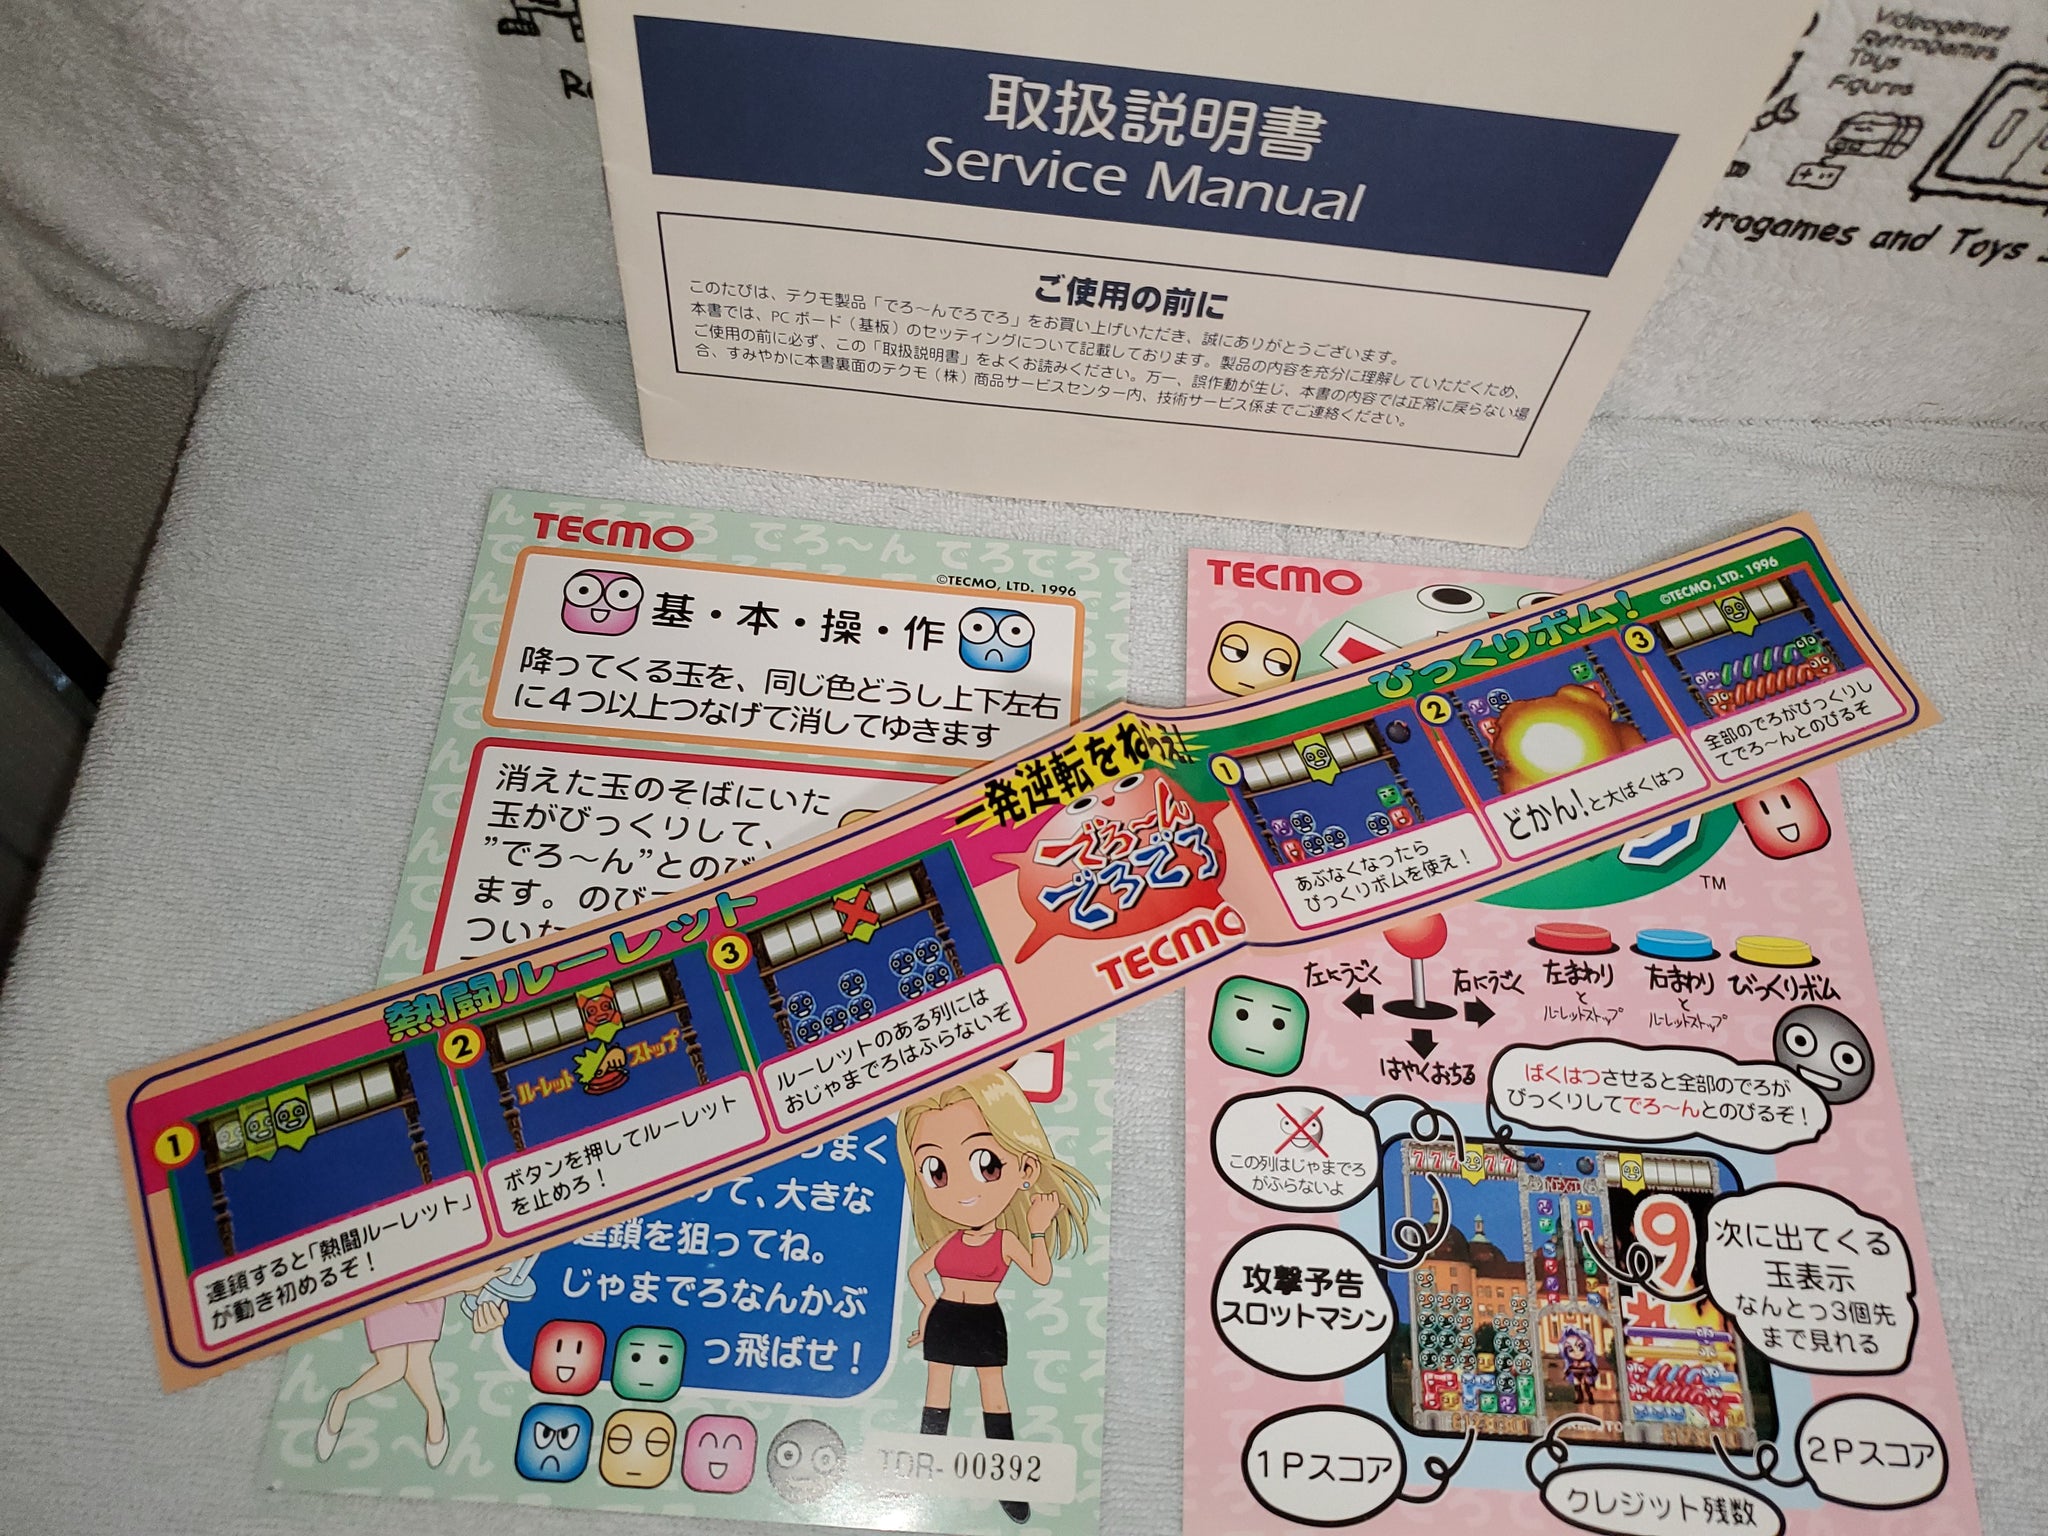 取扱説明書
Service Manual
ご使用の前に
このたびは、テクモ製品「でろ〜んでろでろ」をお買い上げいただき、誠にありがとうございます。
本書では、PCボード（基板）のセッティングについて記載しております。製品の内容を充分に理解していただくため、
ご使用の前に必ず、この「取扱説明書」をよくお読みください。万一、誤作動が生じ、本書の内容では正常に戻らない場
合、すみやかに本書裏面のテクモ（株）商品サービスセンター内、技術サービス係までご連絡ください。
Videogames
Retrogames
Toys
Figures
trogames and Toys
TECMO
©TECMO, LTD. 1996
基・本・操・作
降ってくる玉を、同じ色どうし上下左右
に４つ以上つなげて消してゆきます
消えた玉のそばにいた
玉がびっくりして、
”でろ〜ん”とのび
ます。のび
ついた
まく
て、大きな
連鎖を狙ってね。
じゃまでろなんかぶ
っ飛ばせ！
TDR-00392
熱闘ルーレット
1
連鎖すると「熱闘ルーレット」
が動き初めるぞ！
2
ルーレット
ストップ
ボタンを押してルーレット
を止めろ！
3
ルーレットのある列には
おじゃまでろはふらないぞ
一発逆転をねらえ!
でろ〜ん
でろでろ
TECMO
びっくりボム!
©TECMO, LTD. 1996
1
あぶなくなったら
びっくりボムを使え！
2
どかん!と大ばくはつ
3
全部のでろがびっくりし
てでろ〜んとのびるぞ
TECMO
TM
左にうごく
右にうごく
はやくおちる
左まわり
と
ルーレットストップ
右まわり
と
ルーレットストップ
びっくりボム
ばくはつさせると全部のでろが
びっくりしてでろ〜んとのびるぞ！
この列はじゃまでろ
がふらないよ
攻撃予告
スロットマシン
7 7 7 7 7
NEXT
9
れ
次に出てくる
玉表示
なんとっ3個先
まで見れる
1Pスコア
クレジット残数
2Pスコア